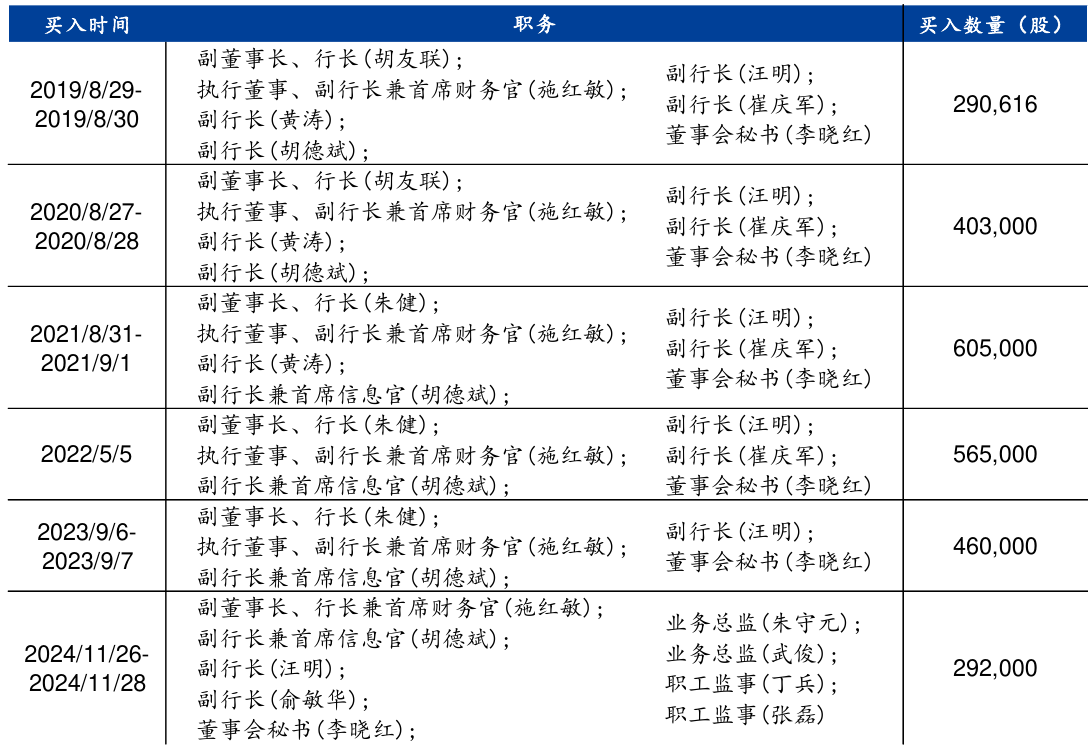 买入时间 职务 买入数量（股）
2019/8/29-
2019/8/30
副董事长、行长(胡友联);
执行董事、副行长兼首席财务官(施红敏);
副行长(黄涛);
副行长(胡德斌);
副行长(汪明);
副行长(崔庆军);
董事会秘书(李晓红)
290,616
2020/8/27-
2020/8/28
副董事长、行长(胡友联);
执行董事、副行长兼首席财务官(施红敏);
副行长(黄涛);
副行长(胡德斌);
副行长(汪明);
副行长(崔庆军);
董事会秘书(李晓红)
403,000
2021/8/31-
2021/9/1
副董事长、行长(朱健);
执行董事、副行长兼首席财务官(施红敏);
副行长(黄涛);
副行长兼首席信息官(胡德斌);
副行长(汪明);
副行长(崔庆军);
董事会秘书(李晓红)
605,000
2022/5/5
副董事长、行长(朱健);
执行董事、副行长兼首席财务官(施红敏);
副行长兼首席信息官(胡德斌);
副行长(汪明);
副行长(崔庆军);
董事会秘书(李晓红)
565,000
2023/9/6-
2023/9/7
副董事长、行长(朱健);
执行董事、副行长兼首席财务官(施红敏);
副行长兼首席信息官(胡德斌);
副行长(汪明);
董事会秘书(李晓红)
460,000
2024/11/26-
2024/11/28
副董事长、行长兼首席财务官(施红敏);
副行长兼首席信息官(胡德斌);
副行长(汪明);
副行长(俞敏华);
董事会秘书(李晓红);
业务总监(朱守元);
业务总监(武俊);
职工监事(丁兵);
职工监事(张磊)
292,000